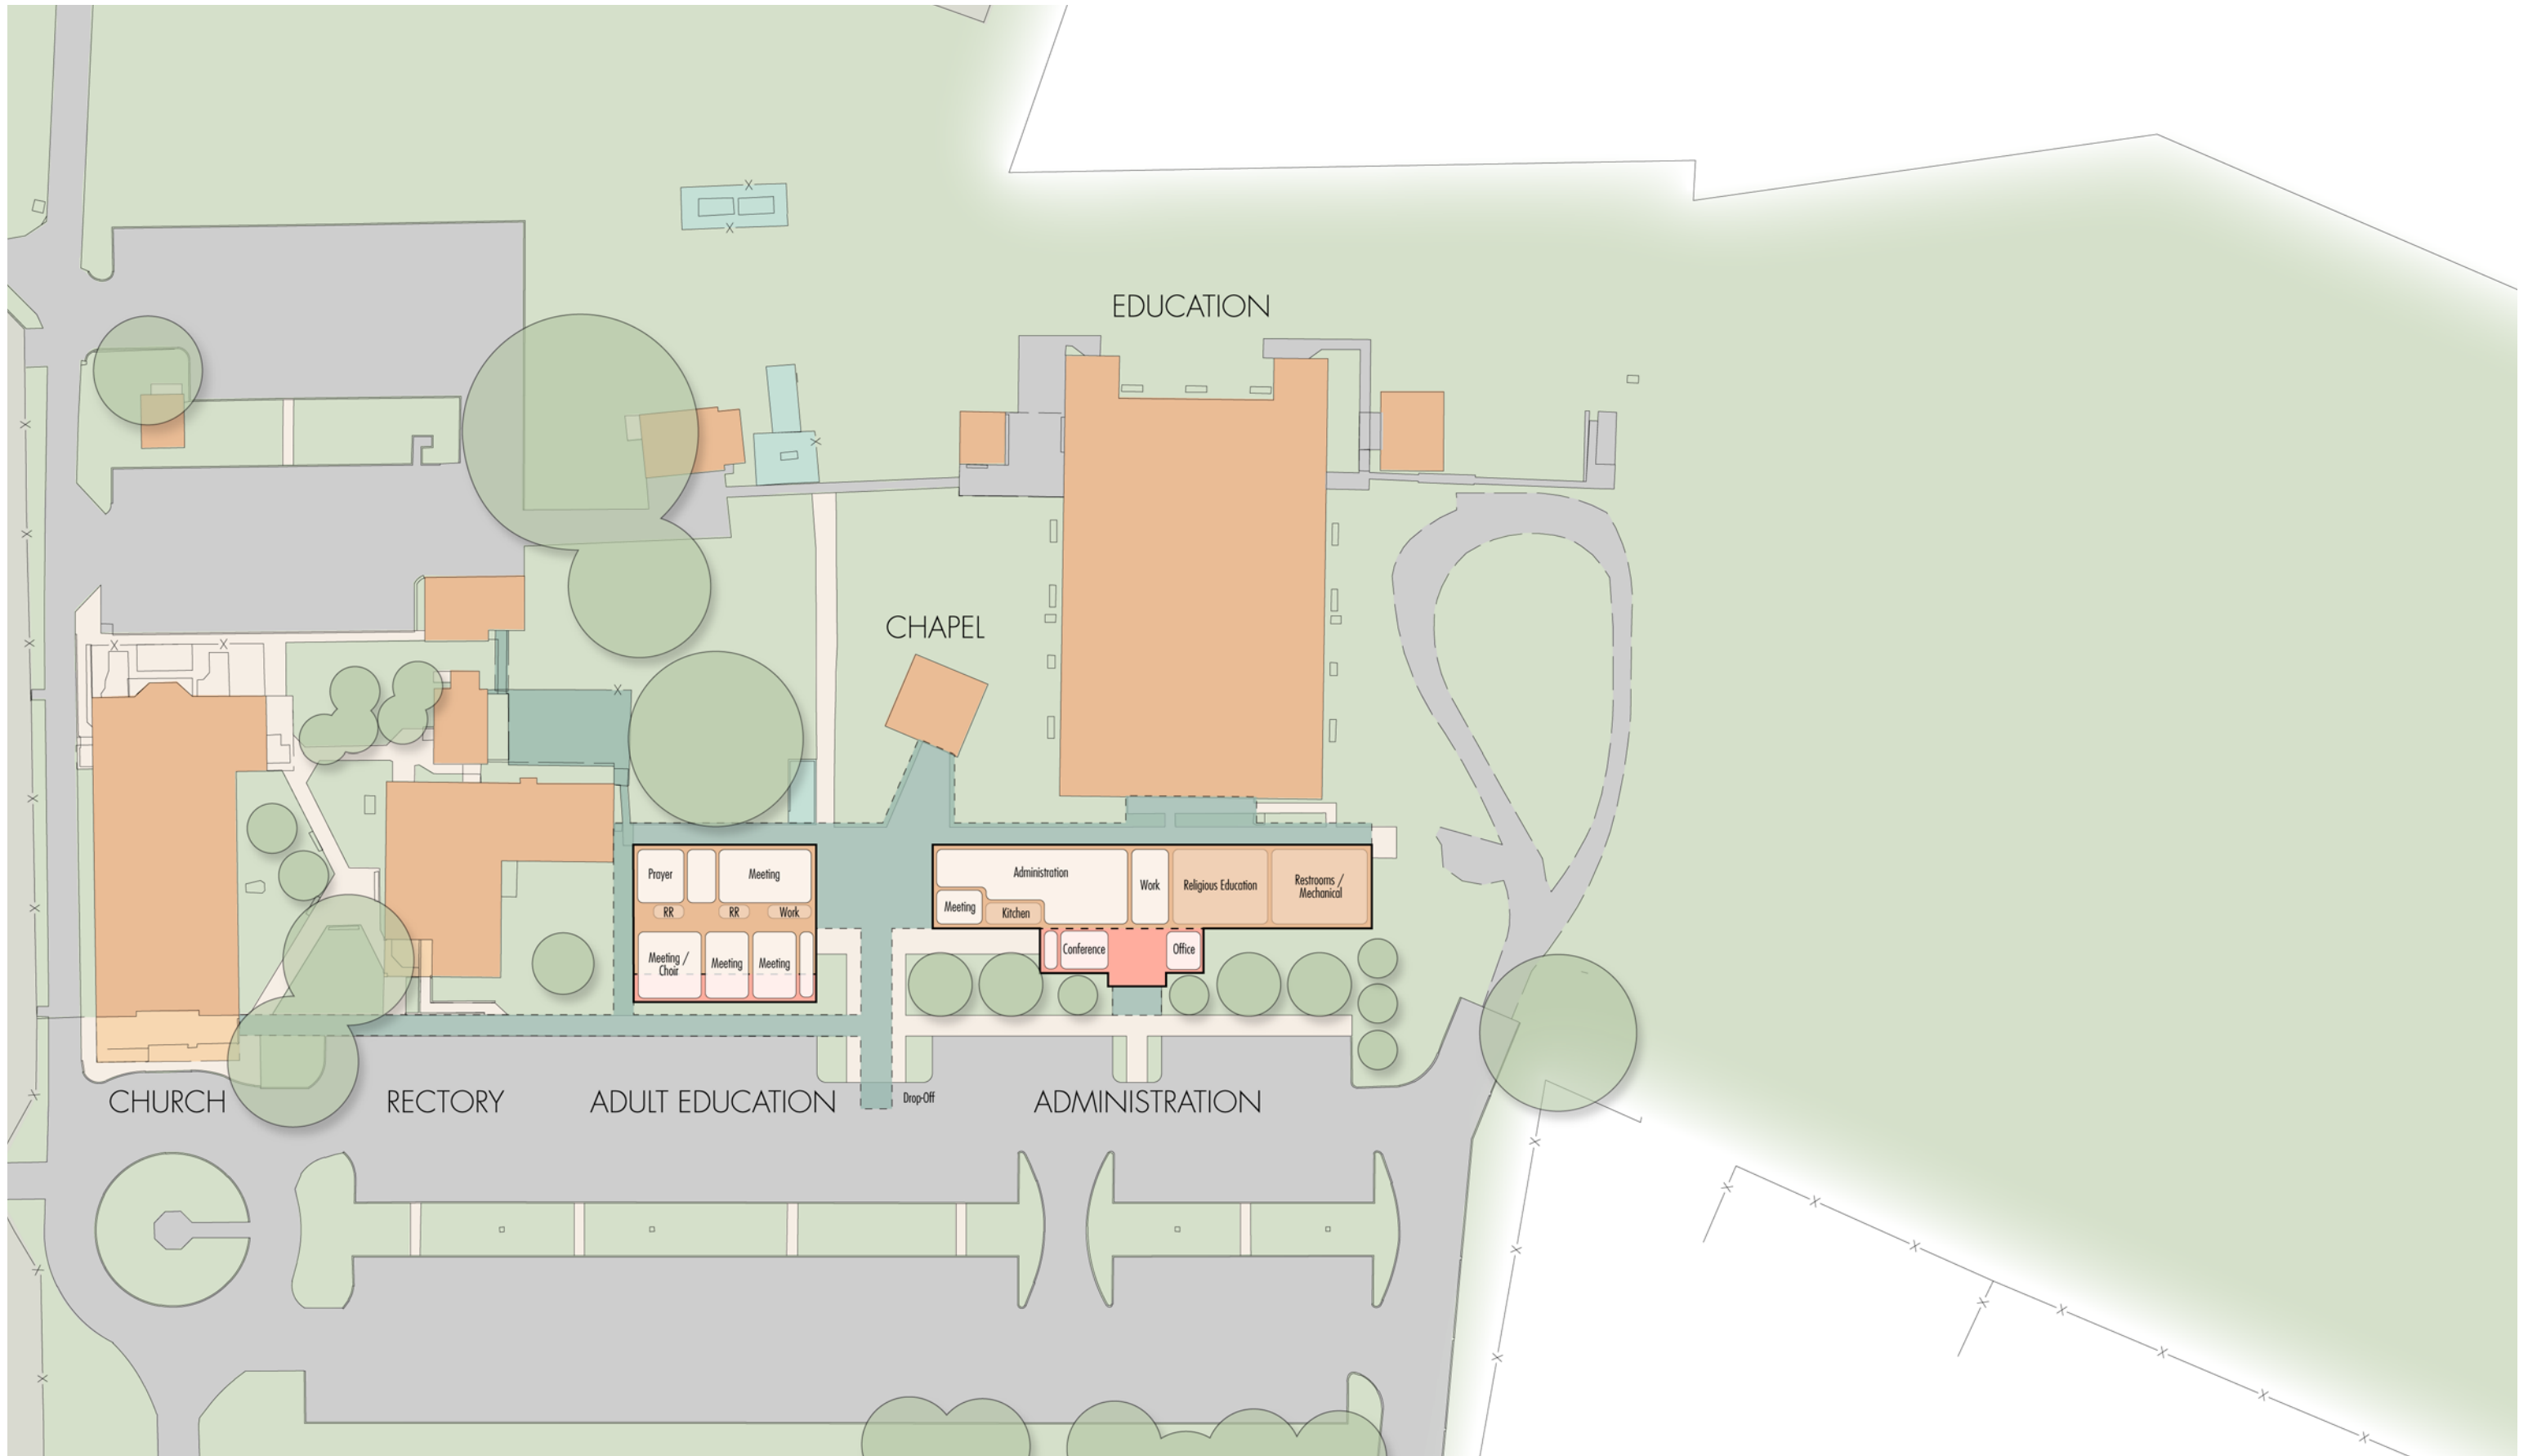 EDUCATION
CHAPEL
Prayer
Meeting
RR
RR
Work
Meeting /
Choir
Meeting
Meeting
Administration
Meeting
Kitchen
Work
Religious Education
Restrooms /
Mechanical
Conference
Office
CHURCH
RECTORY
ADULT EDUCATION
Drop-Off
ADMINISTRATION